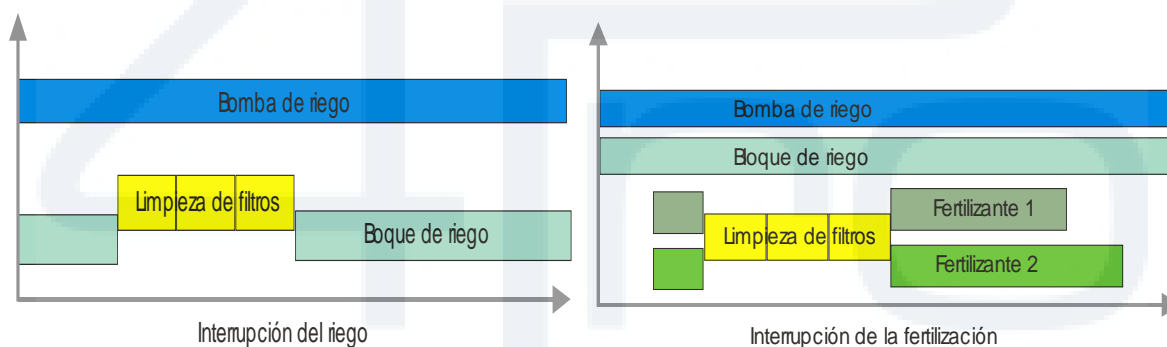 Bomba de riego
Limpieza de filtros
Boque de riego
Interrupción del riego
Bomba de riego
Bloque de riego
Fertilizante 1
Limpieza de filtros
Fertilizante 2
Interrupción de la fertilización